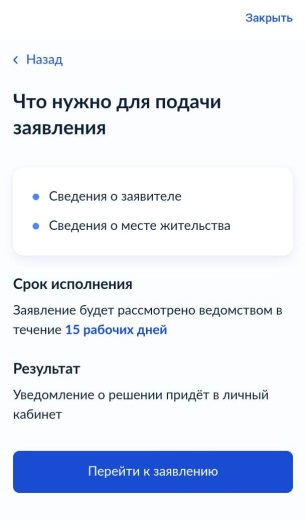 Закрыть
Назад
Что нужно для подачи
заявления
Сведения о заявителе
Сведения о месте жительства
Срок исполнения
Заявление будет рассмотрено ведомством в
течение 15 рабочих дней
Результат
Уведомление о решении придёт в личный
кабинет
Перейти к заявлению